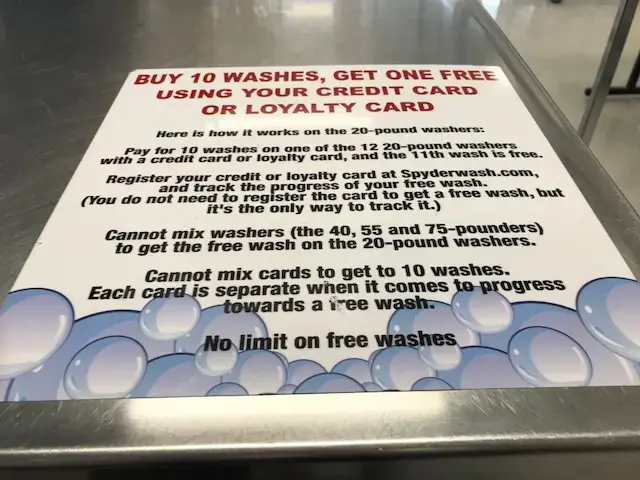 BUY 10 WASHES, GET ONE FREE
USING YOUR CREDIT CARD
OR LOYALTY CARD
Here is how it works on the 20-pound washers:
Pay for 10 washes on one of the 12 20-pound washers
with a credit card or loyalty card, and the 11th wash is free.
Register your credit or loyalty card at Spyderwash.com,
and track the progress of your free wash.
(You do not need to register the card to get a free wash, but
it's the only way to track it.)
Cannot mix washers (the 40, 55 and 75-pounders)
to get the free wash on the 20-pound washers.
Cannot mix cards to get to 10 washes.
Each card is separate when it comes to progress
towards a free wash.
No limit on free washes